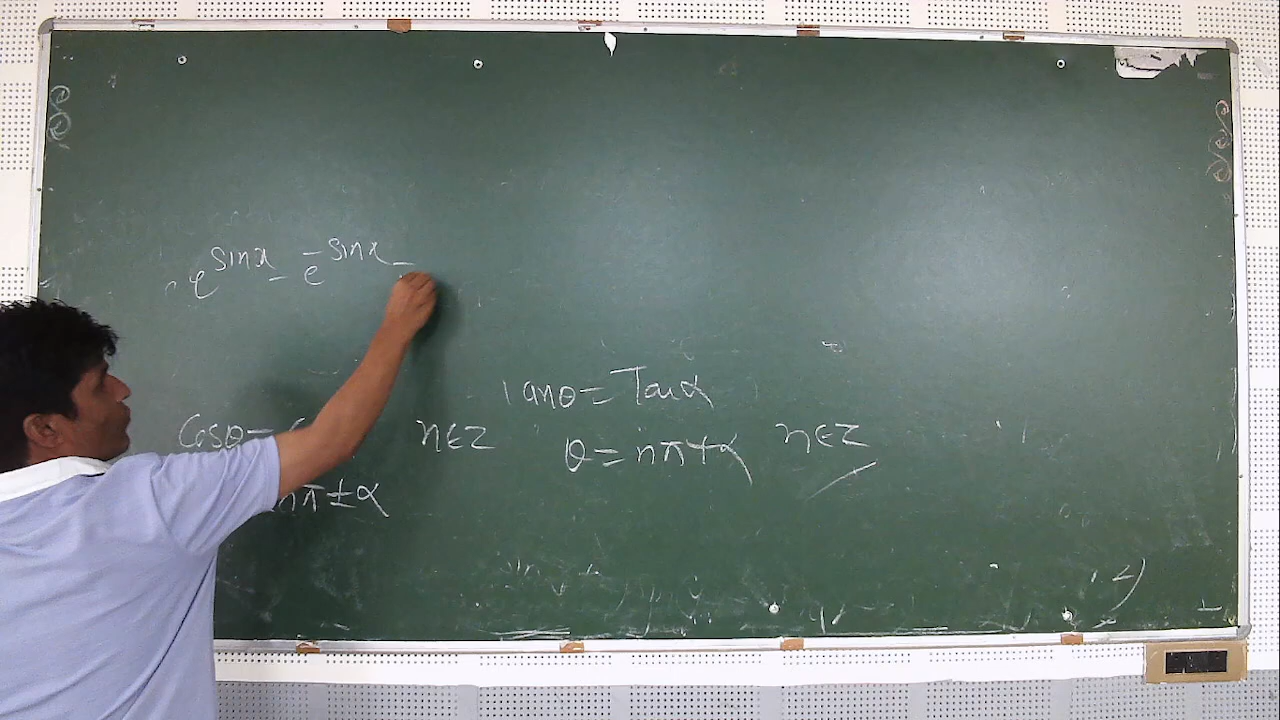 e^sinx - e^-sinx -
Tanθ = Tanα
Cosθ =
n∈Z
θ = nπ+α
n∈Z
nπ±α